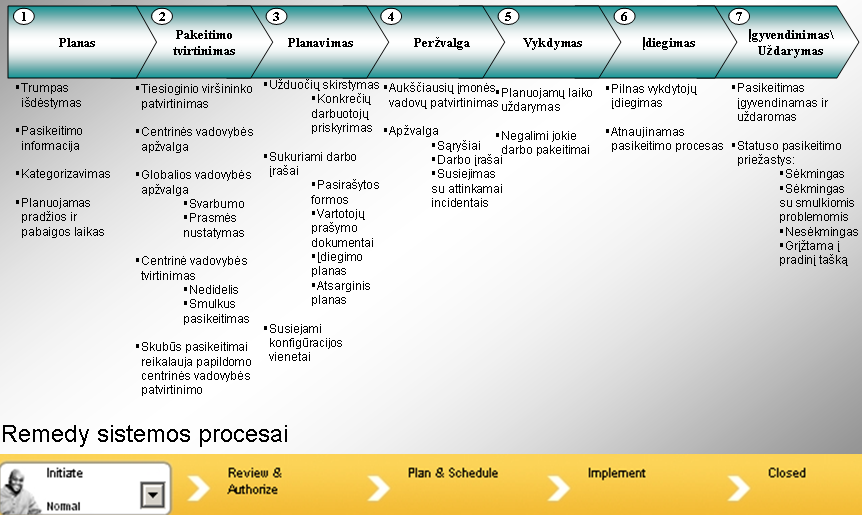 1
Planas
2
Pakeitimo
tvirtinimas
3
Planavimas
4
Peržvalga
5
Vykdymas
6
Įdiegimas
7
Įgyvendinimas\
Uždarymas
▪Trumpas
išdėstymas
▪Pasikeitimo
informacija
▪Kategorizavimas
▪Planuojamas
pradžios ir
pabaigos laikas
▪Tiesioginio viršininko
patvirtinimas
▪Centrinės vadovybės
apžvalga
▪Globalios vadovybės
apžvalga
▪Svarbumo
▪Prasmės
nustatymas
▪Centrinė vadovybės
tvirtinimas
▪Nedidelis
▪Smulkus
pasikeitimas
▪Skubūs pasikeitimai
reikalauja papildomo
centrinės vadovybės
patvirtinimo
▪Užduočių skirstymas
▪Konkrečių
darbuotojų
priskyrimas
▪Sukuriami darbo
įrašai
▪Pasirašytos
formos
▪Vartotojų
prašymo
dokumentai
▪Įdiegimo
planas
▪Atsarginis
planas
▪Susiejami
konfigūracijos
vienetai
▪Aukščiausių įmonės
vadovų patvirtinimas
▪Apžvalga
▪Sąryšiai
▪Darbo įrašai
▪Susiejimas
su attinkamai
incidentais
▪Planuojamų laiko
uždarymas
▪Negalimi jokie
darbo pakeitimai
▪Pilnas vykdytojų
įdiegimas
▪Atnaujinamas
pasikeitimo procesas
▪Pasikeitimas
įgyvendinamas ir
uždaromas
▪Statuso pasikeitimo
priežastys:
▪Sėkmingas
▪Sėkmingas
su smulkiomis
problemomis
▪Nesėkmingas
▪Grįžtama į
pradinį tašką
Remedy sistemos procesai
Initiate
Normal
Review &
Authorize
Plan & Schedule
Implement
Closed